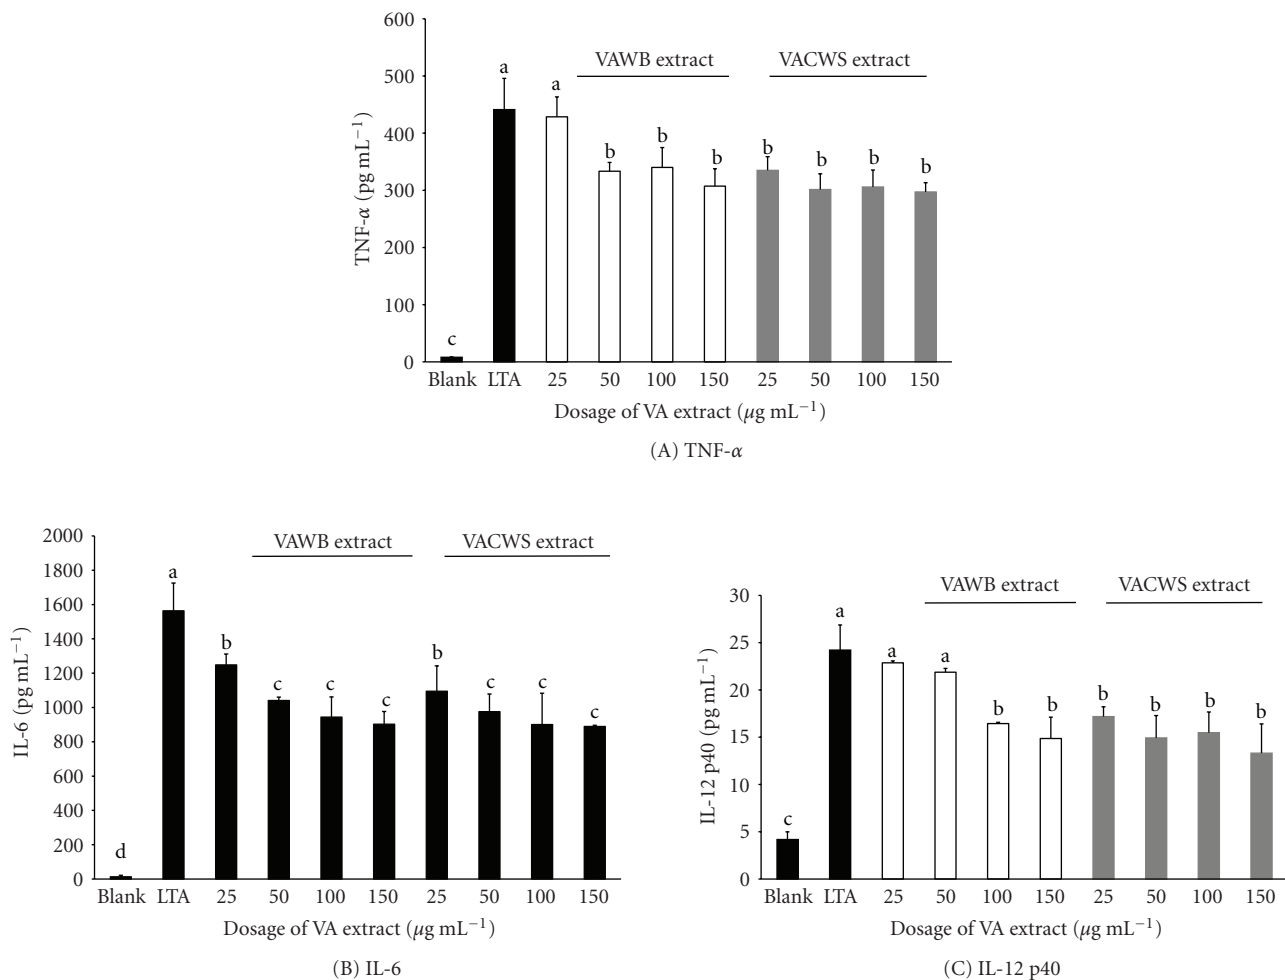 600
500
400
300
200
100
0
TNF-α (pg mL⁻¹)
VAWB extract
VACWS extract
a
a
b
b
b
b
b
b
b
c
Blank LTA 25 50 100 150 25 50 100 150
Dosage of VA extract (μg mL⁻¹)
(A) TNF-α
2000
1800
1600
1400
1200
1000
800
600
400
200
0
IL-6 (pg mL⁻¹)
VAWB extract
VACWS extract
d
a
b
c
c
c
b
c
c
c
Blank LTA 25 50 100 150 25 50 100 150
Dosage of VA extract (μg mL⁻¹)
(B) IL-6
30
25
20
15
10
5
0
IL-12 p40 (pg mL⁻¹)
VAWB extract
VACWS extract
c
a
a
a
b
b
b
b
b
b
Blank LTA 25 50 100 150 25 50 100 150
Dosage of VA extract (μg mL⁻¹)
(C) IL-12 p40